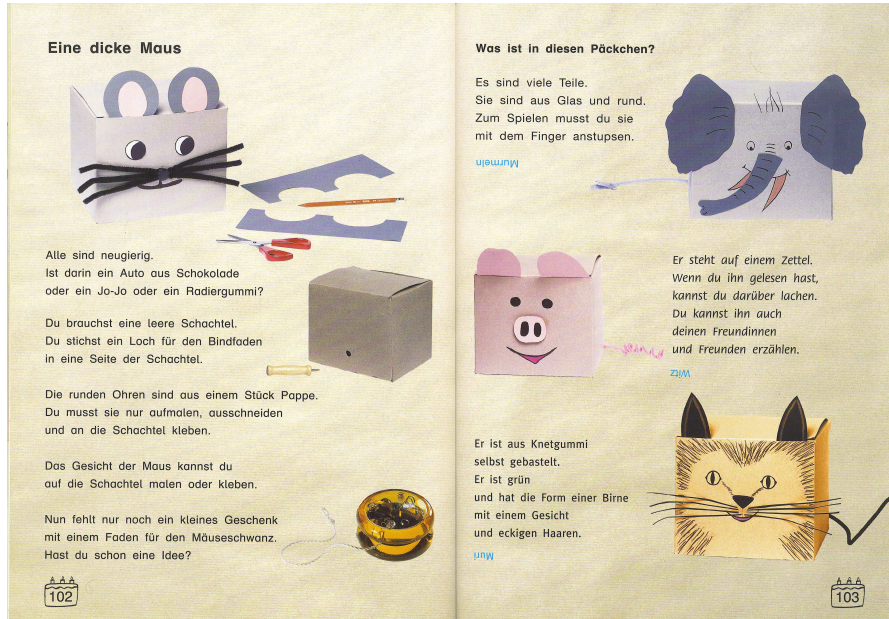 Eine dicke Maus
Alle sind neugierig.
Ist darin ein Auto aus Schokolade
oder ein Jo-Jo oder ein Radiergummi?
Du brauchst eine leere Schachtel.
Du stichst ein Loch für den Bindfaden
in eine Seite der Schachtel.
Die runden Ohren sind aus einem Stück Pappe.
Du musst sie nur aufmalen, ausschneiden
und an die Schachtel kleben.
Das Gesicht der Maus kannst du
auf die Schachtel malen oder kleben.
Nun fehlt nur noch ein kleines Geschenk
mit einem Faden für den Mäuseschwanz.
Hast du schon eine Idee?
102
Was ist in diesen Päckchen?
Es sind viele Teile.
Sie sind aus Glas und rund.
Zum Spielen musst du sie
mit dem Finger anstupsen.
Murmeln
Er steht auf einem Zettel.
Wenn du ihn gelesen hast,
kannst du darüber lachen.
Du kannst ihn auch
deinen Freundinnen
und Freunden erzählen.
Witz
Er ist aus Knetgummi
selbst gebastelt.
Er ist grün
und hat die Form einer Birne
mit einem Gesicht
und eckigen Haaren.
Muri
103